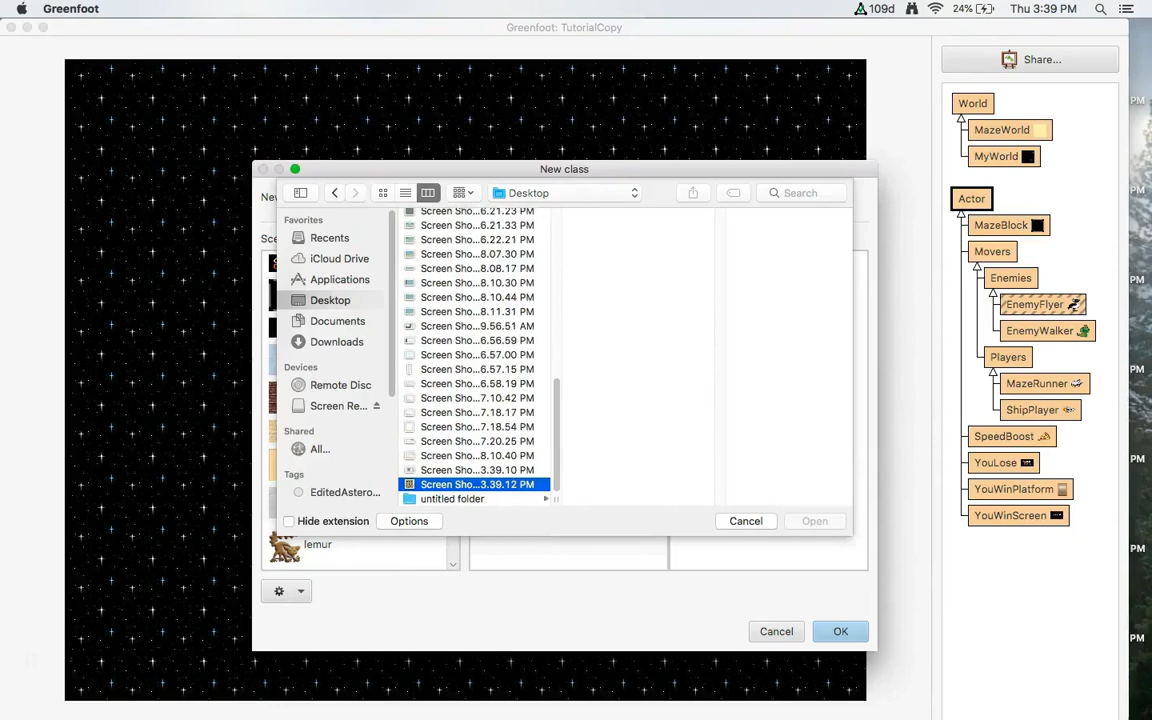 Greenfoot
109d
24%
Thu 3:39 PM
Greenfoot: TutorialCopy
Share...
World
MazeWorld
MyWorld
Actor
MazeBlock
Movers
Enemies
EnemyFlyer
EnemyWalker
Players
MazeRunner
ShipPlayer
SpeedBoost
YouLose
YouWinPlatform
YouWinScreen
PM
PM
PM
PM
PM
PM
PM
New class
Desktop
Search
Favorites
Recents
iCloud Drive
Applications
Desktop
Documents
Downloads
Devices
Remote Disc
Screen Re...
Shared
All...
Tags
EditedAstero...
Screen Sho...6.21.23 PM
Screen Sho...6.21.33 PM
Screen Sho...6.22.21 PM
Screen Sho...8.07.30 PM
Screen Sho...8.08.17 PM
Screen Sho...8.10.30 PM
Screen Sho...8.10.44 PM
Screen Sho...8.11.31 PM
Screen Sho...9.56.51 AM
Screen Sho...6.56.59 PM
Screen Sho...6.57.00 PM
Screen Sho...6.57.15 PM
Screen Sho...6.58.19 PM
Screen Sho...7.10.42 PM
Screen Sho...7.18.17 PM
Screen Sho...7.18.54 PM
Screen Sho...7.20.25 PM
Screen Sho...8.10.40 PM
Screen Sho...3.39.10 PM
Screen Sho...3.39.12 PM
untitled folder
Hide extension
Options
Cancel
Open
lemur
Cancel
OK